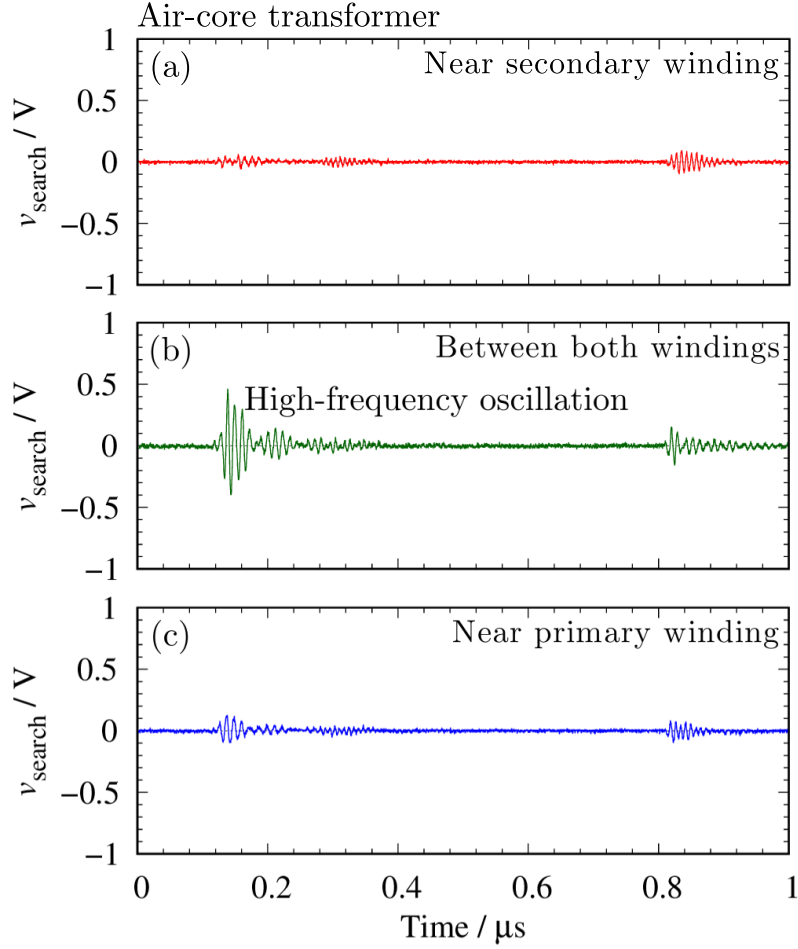 Air-core transformer
1
(a)
Near secondary winding
0.5
0
−0.5
−1
v_search / V
1
(b)
Between both windings
0.5
High-frequency oscillation
0
−0.5
−1
v_search / V
1
(c)
Near primary winding
0.5
0
−0.5
−1
v_search / V
0 0.2 0.4 0.6 0.8 1
Time / μs